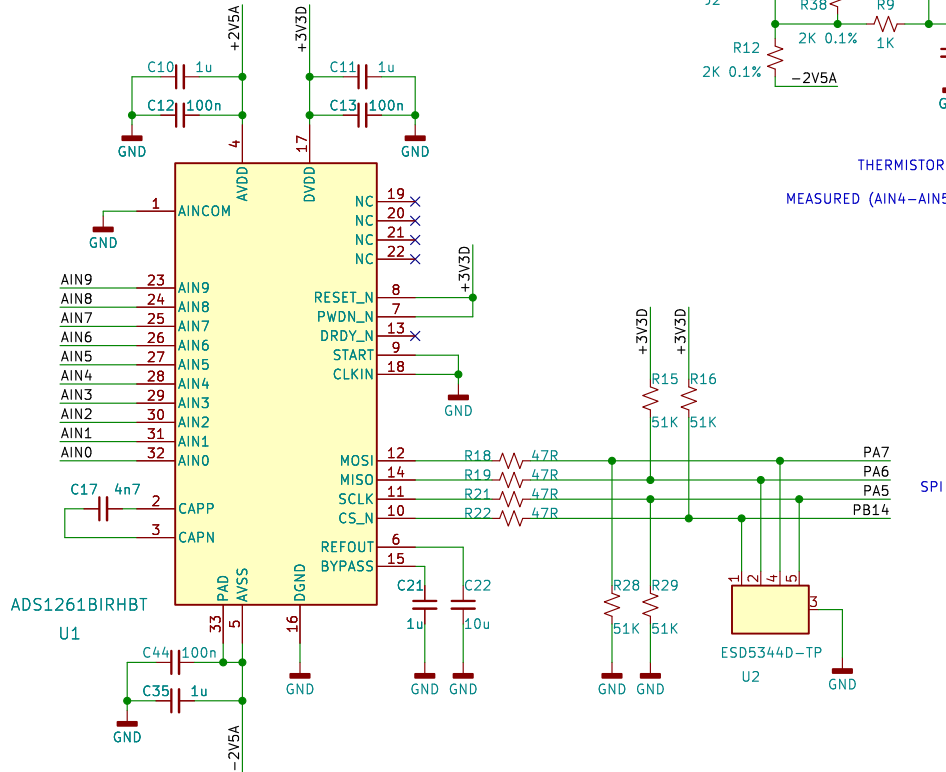 J2
R38
R9
2K 0.1%
1K
R12
2K 0.1%
−2V5A
+2V5A
+3V3D
C10 1u
C11 1u
C12 100n
C13 100n
GND
GND
4
17
AVDD
DVDD
THERMISTOR
MEASURED (AIN4−AIN5
1 AINCOM
GND
NC 19
NC 20
NC 21
NC 22
+3V3D
AIN9 23 AIN9
AIN8 24 AIN8
AIN7 25 AIN7
AIN6 26 AIN6
AIN5 27 AIN5
AIN4 28 AIN4
AIN3 29 AIN3
AIN2 30 AIN2
AIN1 31 AIN1
AIN0 32 AIN0
RESET_N 8
PWDN_N 7
DRDY_N 13
START 9
CLKIN 18
GND
+3V3D
+3V3D
R15
R16
51K
51K
MOSI 12 R18 47R PA7
MISO 14 R19 47R PA6
SCLK 11 R21 47R PA5
CS_N 10 R22 47R PB14
SPI
C17 4n7
2 CAPP
3 CAPN
REFOUT 6
BYPASS 15
PAD
AVSS
DGND
33
5
16
ADS1261BIRHBT
U1
C21
1u
C22
10u
R28
51K
R29
51K
1
2
4
5
3
ESD5344D−TP
U2
GND
C44 100n
C35 1u
GND
GND
GND
GND
GND
GND
−2V5A